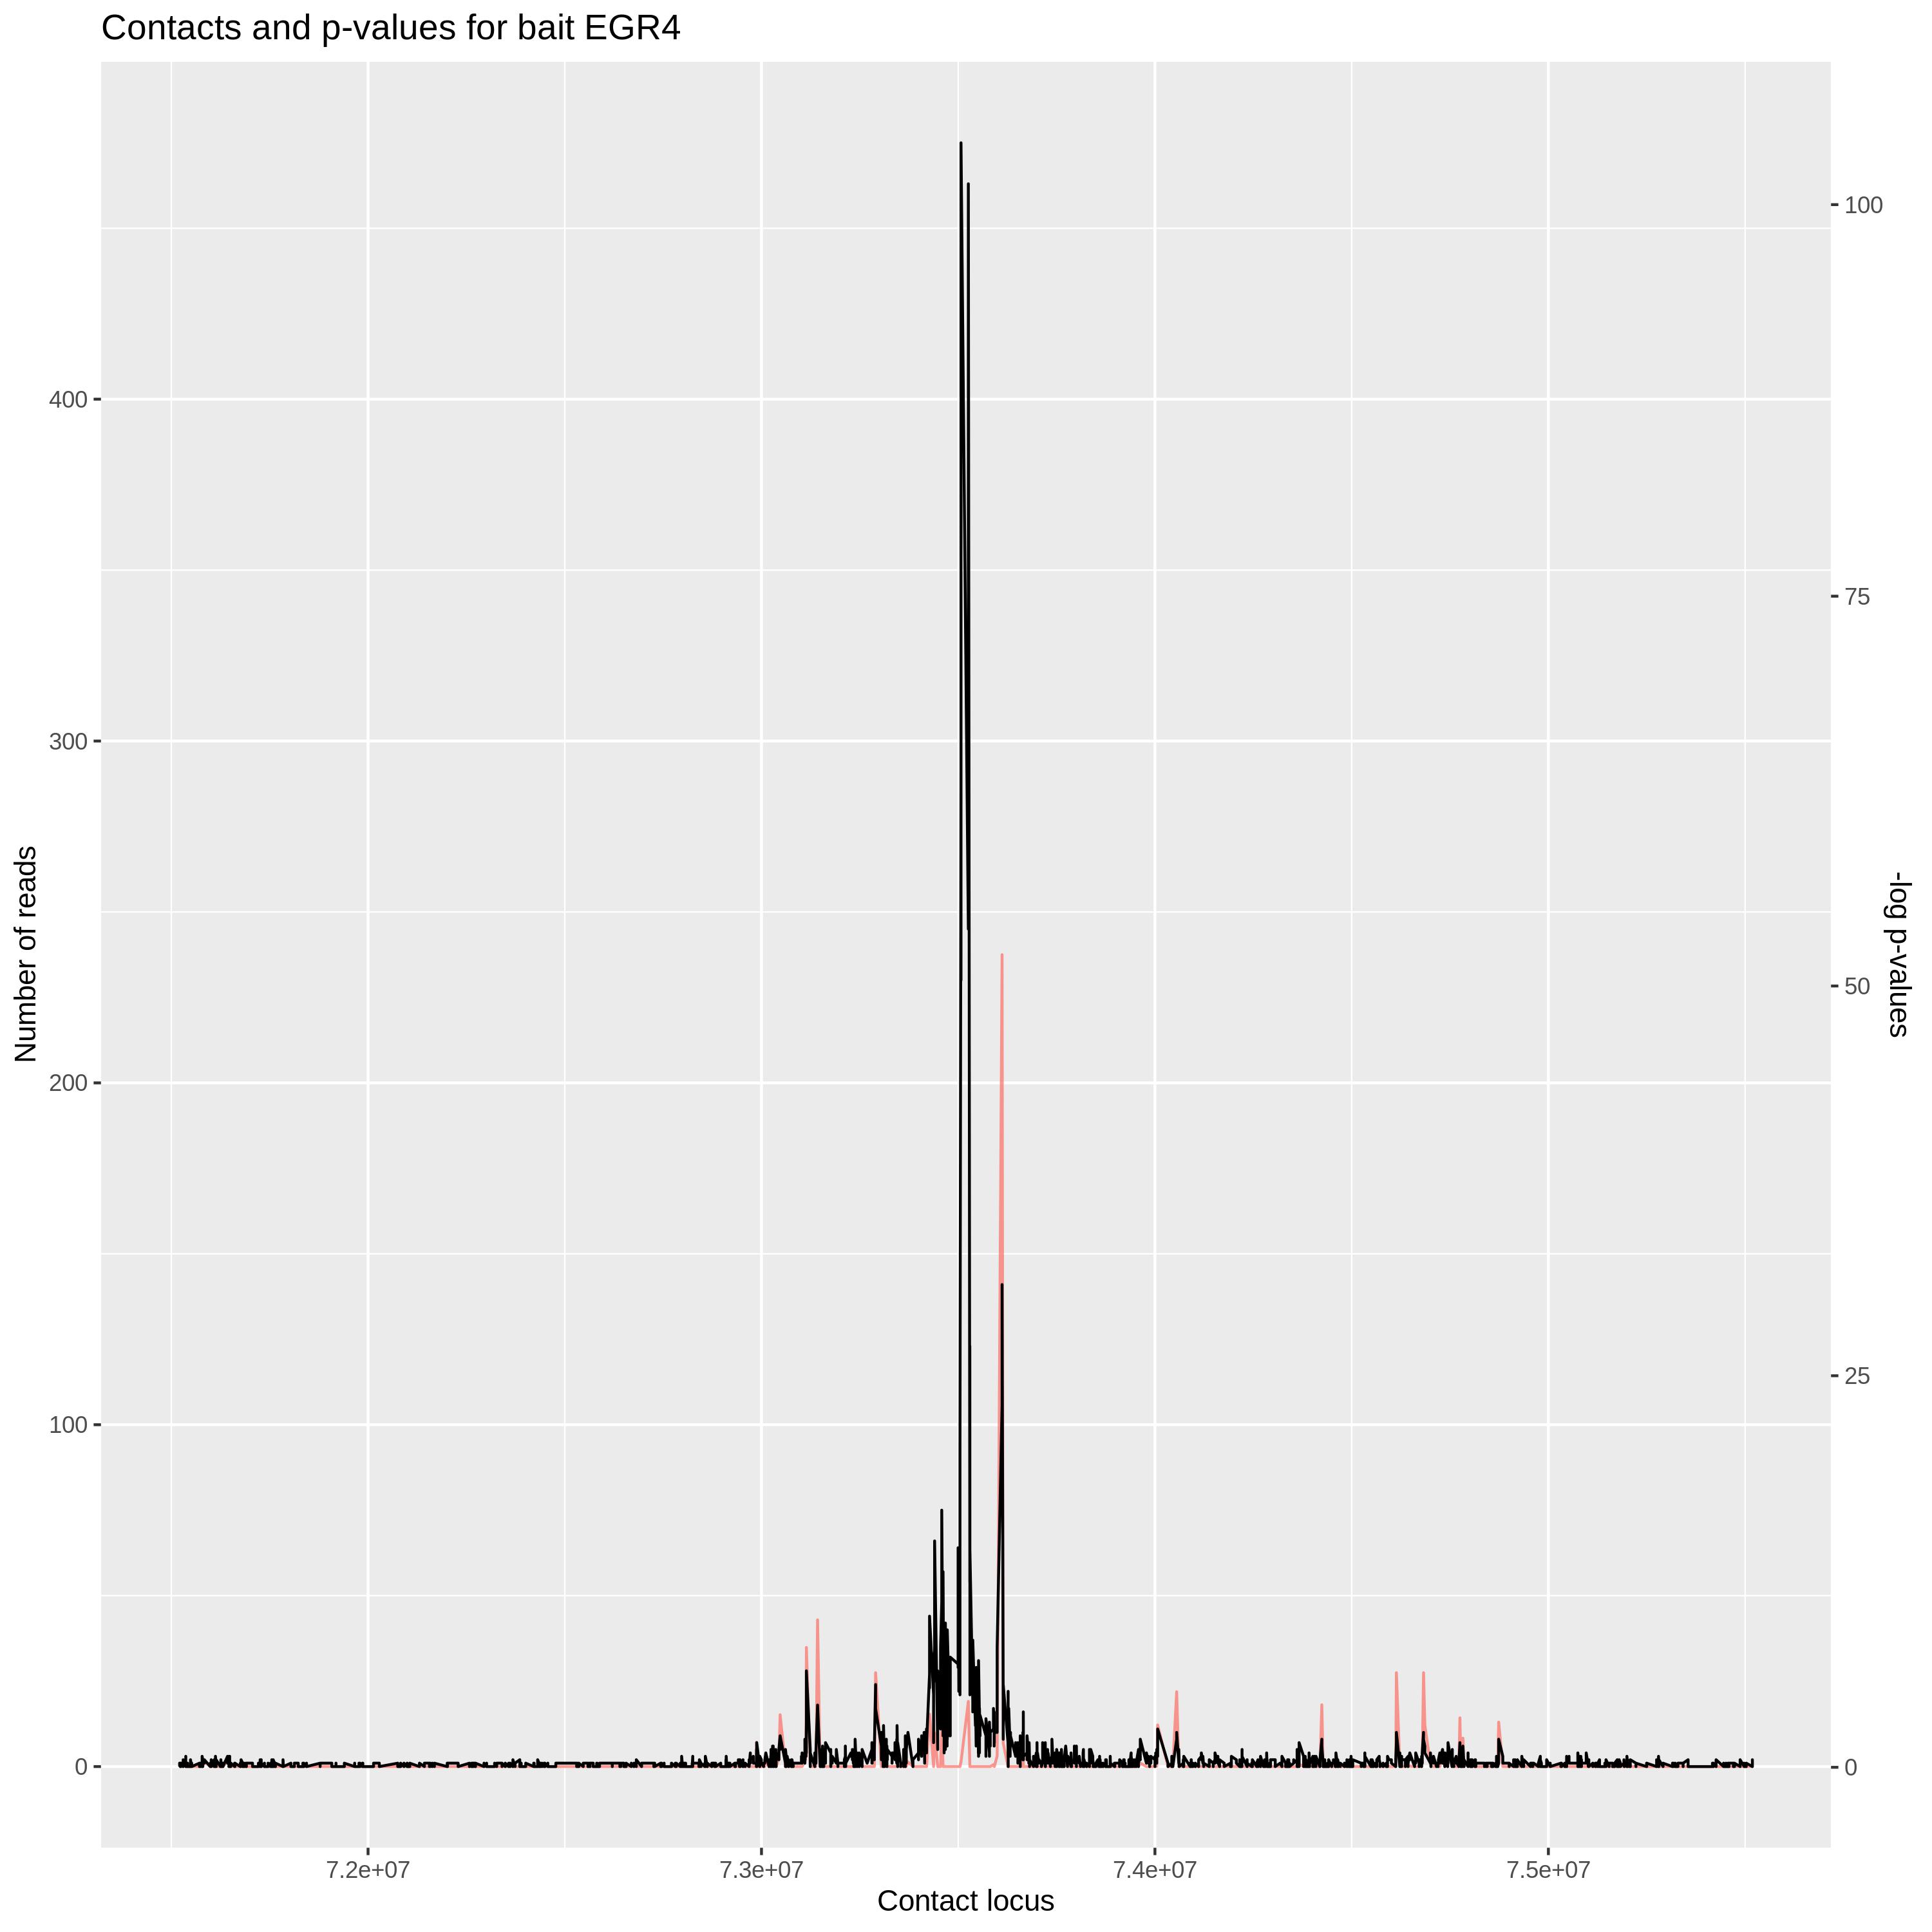 Contacts and p-values for bait EGR4
Number of reads
400
300
200
100
0
100
75
50
25
0
-log p-values
7.2e+07 7.3e+07 7.4e+07 7.5e+07
Contact locus